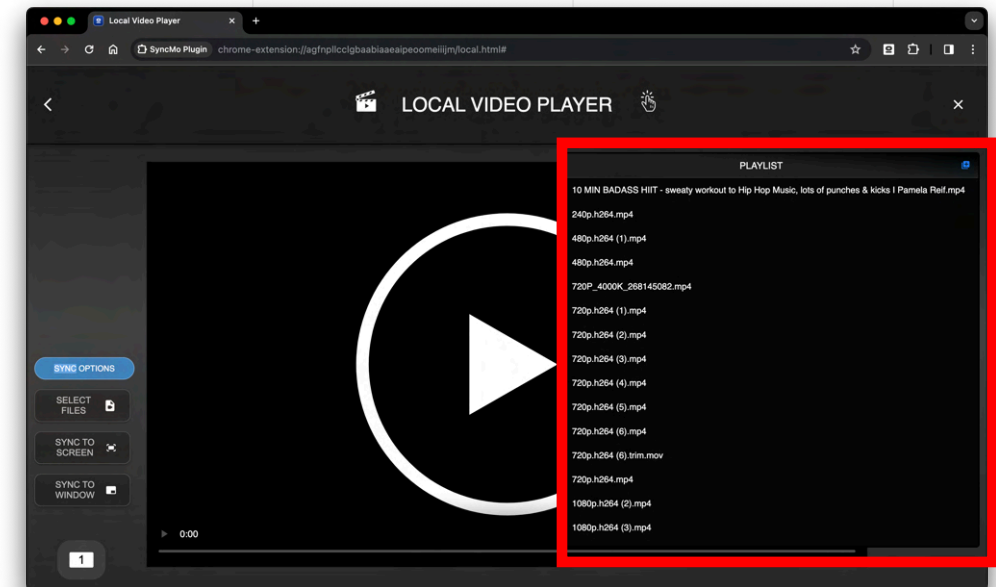 Local Video Player
SyncMo Plugin chrome-extension://agfnpllcclgbaabiaaeaipeoomeiiijm/local.html#
LOCAL VIDEO PLAYER
PLAYLIST
10 MIN BADASS HIIT - sweaty workout to Hip Hop Music, lots of punches & kicks I Pamela Reif.mp4
240p.h264.mp4
480p.h264 (1).mp4
480p.h264.mp4
720P_4000K_268145082.mp4
720p.h264 (1).mp4
720p.h264 (2).mp4
720p.h264 (3).mp4
720p.h264 (4).mp4
720p.h264 (5).mp4
720p.h264 (6).mp4
720p.h264 (6).trim.mov
720p.h264.mp4
1080p.h264 (2).mp4
1080p.h264 (3).mp4
SYNC OPTIONS
SELECT
FILES
SYNC TO
SCREEN
SYNC TO
WINDOW
0:00
1